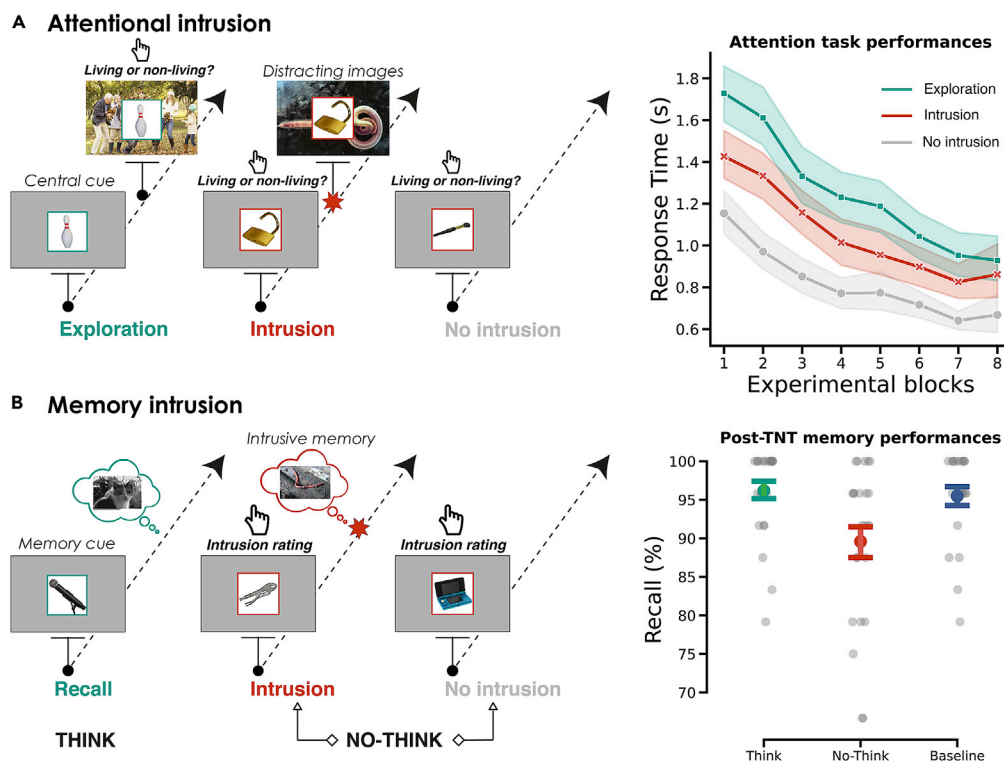 A Attentional intrusion
Living or non-living?
Distracting images
Central cue
Living or non-living?
Living or non-living?
Exploration
Intrusion
No intrusion
Attention task performances
Exploration
Intrusion
No intrusion
Response Time (s)
1.8
1.6
1.4
1.2
1.0
0.8
0.6
1 2 3 4 5 6 7 8
Experimental blocks
B Memory intrusion
Intrusive memory
Memory cue
Intrusion rating
Intrusion rating
Recall
Intrusion
No intrusion
THINK
NO-THINK
Post-TNT memory performances
Recall (%)
100
95
90
85
80
75
70
Think No-Think Baseline